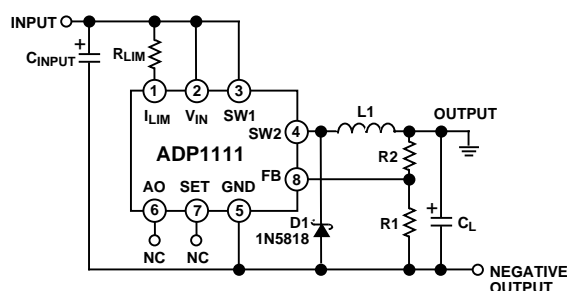 INPUT
+
CINPUT
RLIM
1
2
3
ILIM
VIN
SW1
L1
OUTPUT
SW2
4
ADP1111
R2
FB
8
AO
SET
GND
6
7
5
D1
1N5818
R1
+
CL
NC
NC
NEGATIVE
OUTPUT